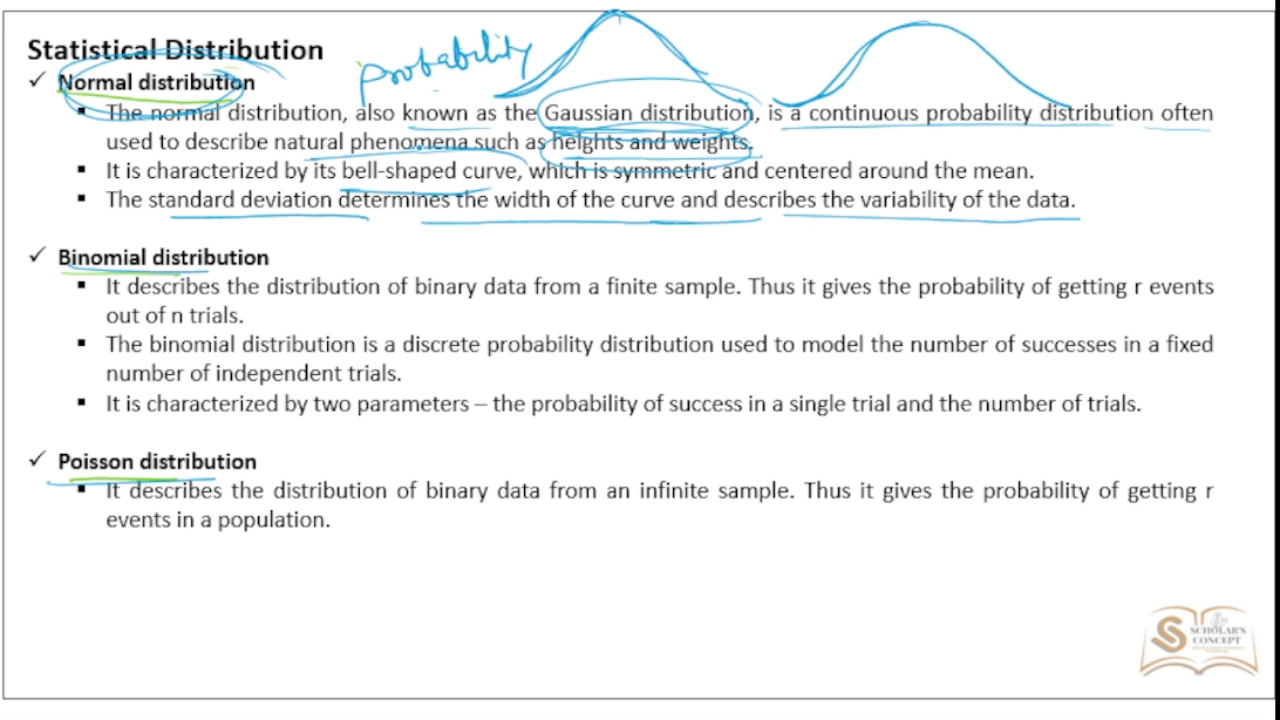 Statistical Distribution
probability
✓ Normal distribution
▪ The normal distribution, also known as the Gaussian distribution, is a continuous probability distribution often
used to describe natural phenomena such as heights and weights.
▪ It is characterized by its bell-shaped curve, which is symmetric and centered around the mean.
▪ The standard deviation determines the width of the curve and describes the variability of the data.
✓ Binomial distribution
▪ It describes the distribution of binary data from a finite sample. Thus it gives the probability of getting r events
out of n trials.
▪ The binomial distribution is a discrete probability distribution used to model the number of successes in a fixed
number of independent trials.
▪ It is characterized by two parameters – the probability of success in a single trial and the number of trials.
✓ Poisson distribution
▪ It describes the distribution of binary data from an infinite sample. Thus it gives the probability of getting r
events in a population.
SCHOLAR'S
CONCEPT